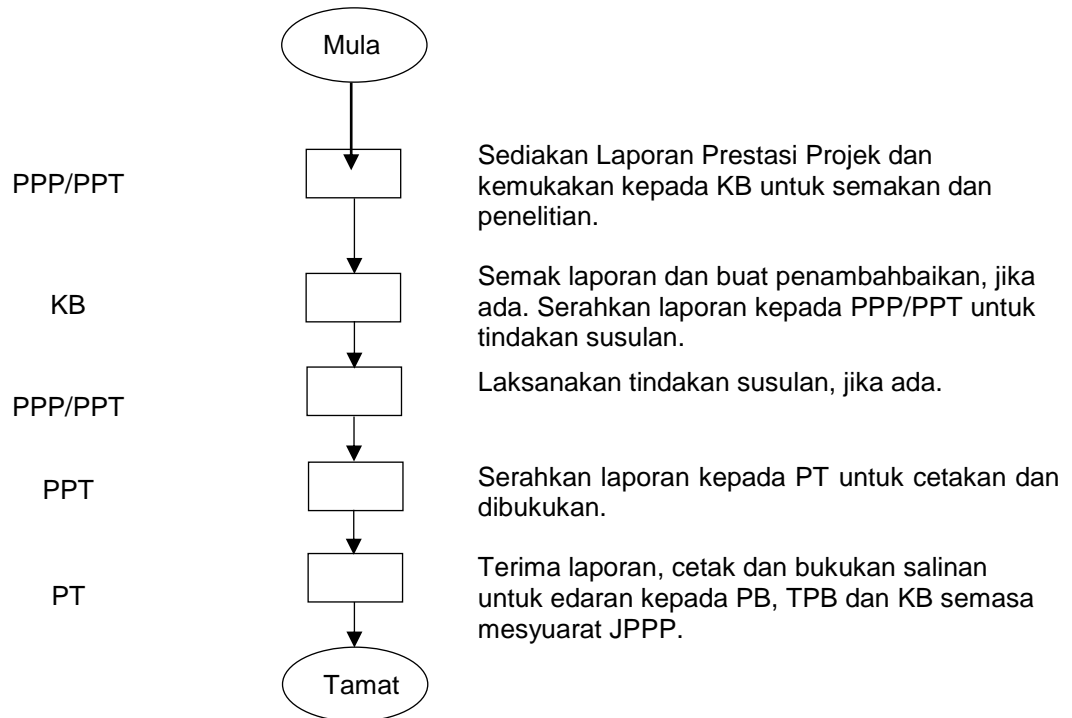 Mula
PPP/PPT
Sediakan Laporan Prestasi Projek dan
kemukakan kepada KB untuk semakan dan
penelitian.
KB
Semak laporan dan buat penambahbaikan, jika
ada. Serahkan laporan kepada PPP/PPT untuk
tindakan susulan.
PPP/PPT
Laksanakan tindakan susulan, jika ada.
PPT
Serahkan laporan kepada PT untuk cetakan dan
dibukukan.
PT
Terima laporan, cetak dan bukukan salinan
untuk edaran kepada PB, TPB dan KB semasa
mesyuarat JPPP.
Tamat